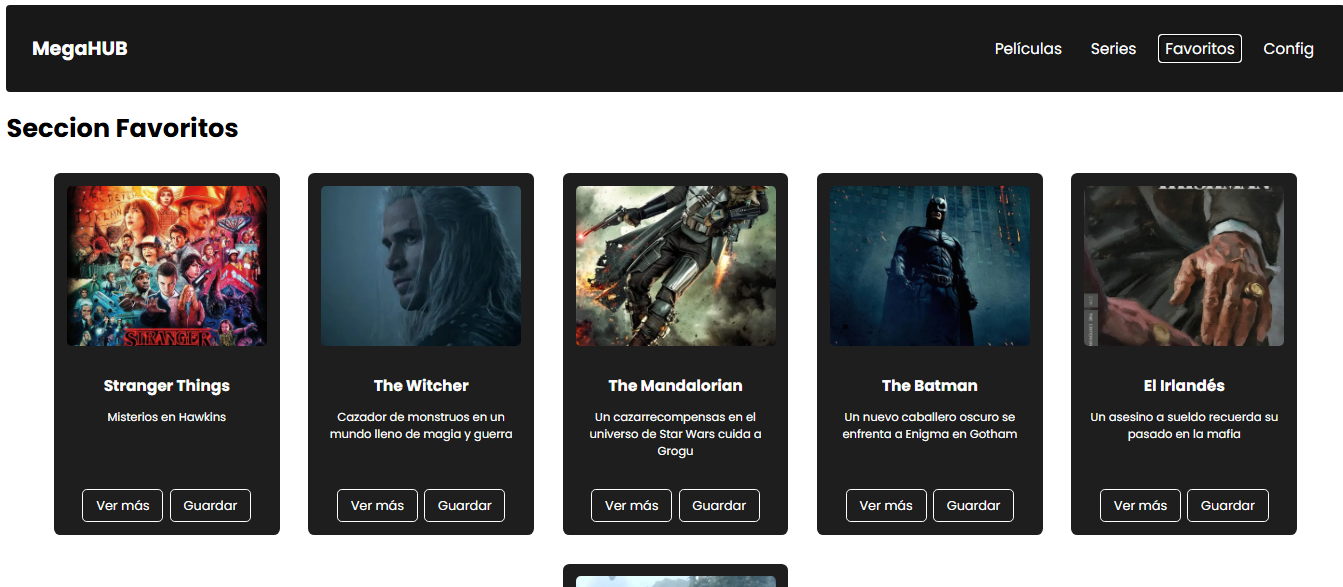 MegaHUB
Películas Series Favoritos Config
Seccion Favoritos
STRANGER
Stranger Things
Misterios en Hawkins
Ver más Guardar
The Witcher
Cazador de monstruos en un
mundo lleno de magia y guerra
Ver más Guardar
The Mandalorian
Un cazarrecompensas en el
universo de Star Wars cuida a
Grogu
Ver más Guardar
The Batman
Un nuevo caballero oscuro se
enfrenta a Enigma en Gotham
Ver más Guardar
El Irlandés
Un asesino a sueldo recuerda su
pasado en la mafia
Ver más Guardar